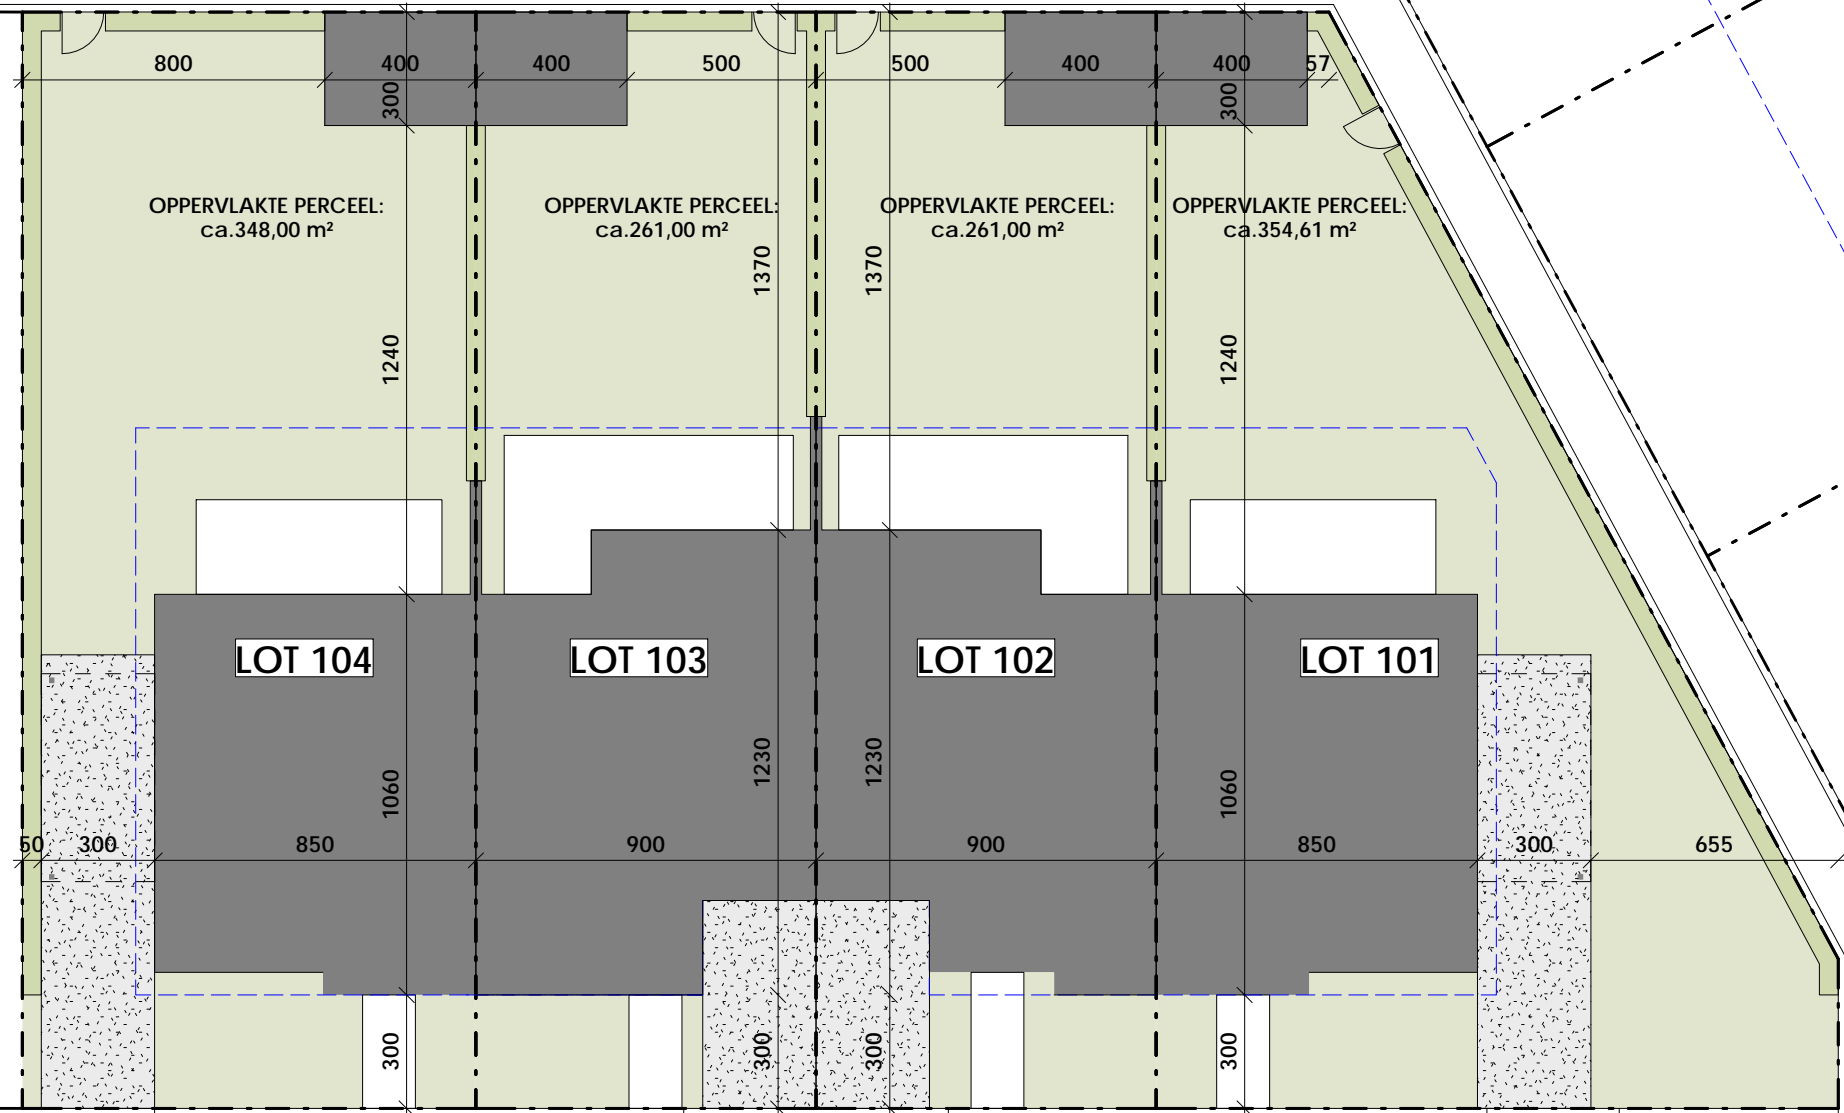 800
400
400
500
500
400
400
57
300
300
OPPERVLAKTE PERCEEL:
ca.348,00 m²
OPPERVLAKTE PERCEEL:
ca.261,00 m²
OPPERVLAKTE PERCEEL:
ca.261,00 m²
OPPERVLAKTE PERCEEL:
ca.354,61 m²
1370
1370
1240
1240
LOT 104
LOT 103
LOT 102
LOT 101
1060
1230
1230
1060
50
300
850
900
900
850
300
655
300
300
300
300